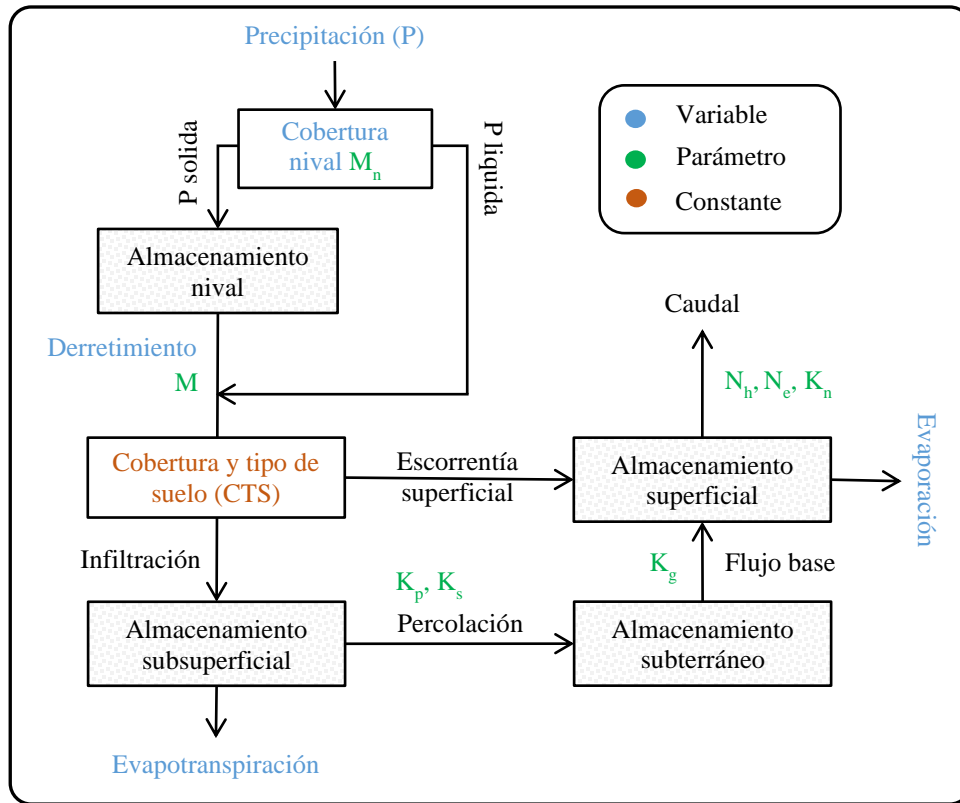 Precipitación (P)
Cobertura
nival Mₙ
P solida
P liquida
Variable
Parámetro
Constante
Almacenamiento
nival
Caudal
Derretimiento
M
Nₕ, Nₑ, Kₙ
Cobertura y tipo de
suelo (CTS)
Escorrentía
superficial
Almacenamiento
superficial
Evaporación
Infiltración
K_g
Flujo base
Kₚ, Kₛ
Percolación
Almacenamiento
subsuperficial
Almacenamiento
subterráneo
Evapotranspiración